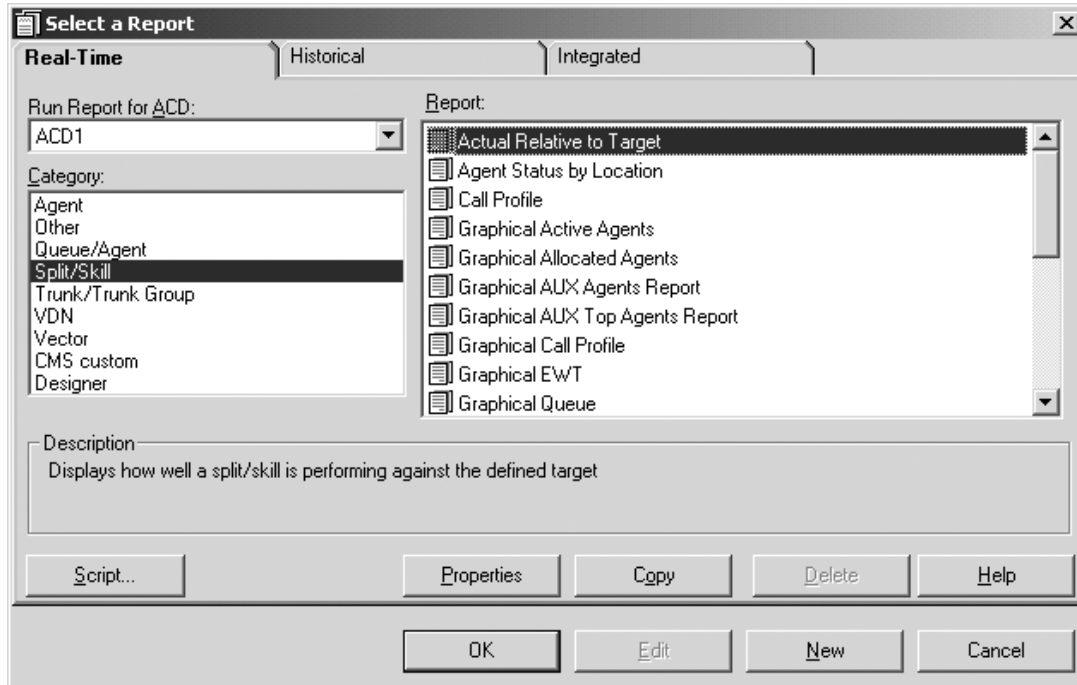 Select a Report
Real-Time
Historical
Integrated
Run Report for ACD:
ACD1
Category:
Agent
Other
Queue/Agent
Split/Skill
Trunk/Trunk Group
VDN
Vector
CMS custom
Designer
Report:
Actual Relative to Target
Agent Status by Location
Call Profile
Graphical Active Agents
Graphical Allocated Agents
Graphical AUX Agents Report
Graphical AUX Top Agents Report
Graphical Call Profile
Graphical EWT
Graphical Queue
Description
Displays how well a split/skill is performing against the defined target
Script...
Properties
Copy
Delete
Help
OK
Edit
New
Cancel